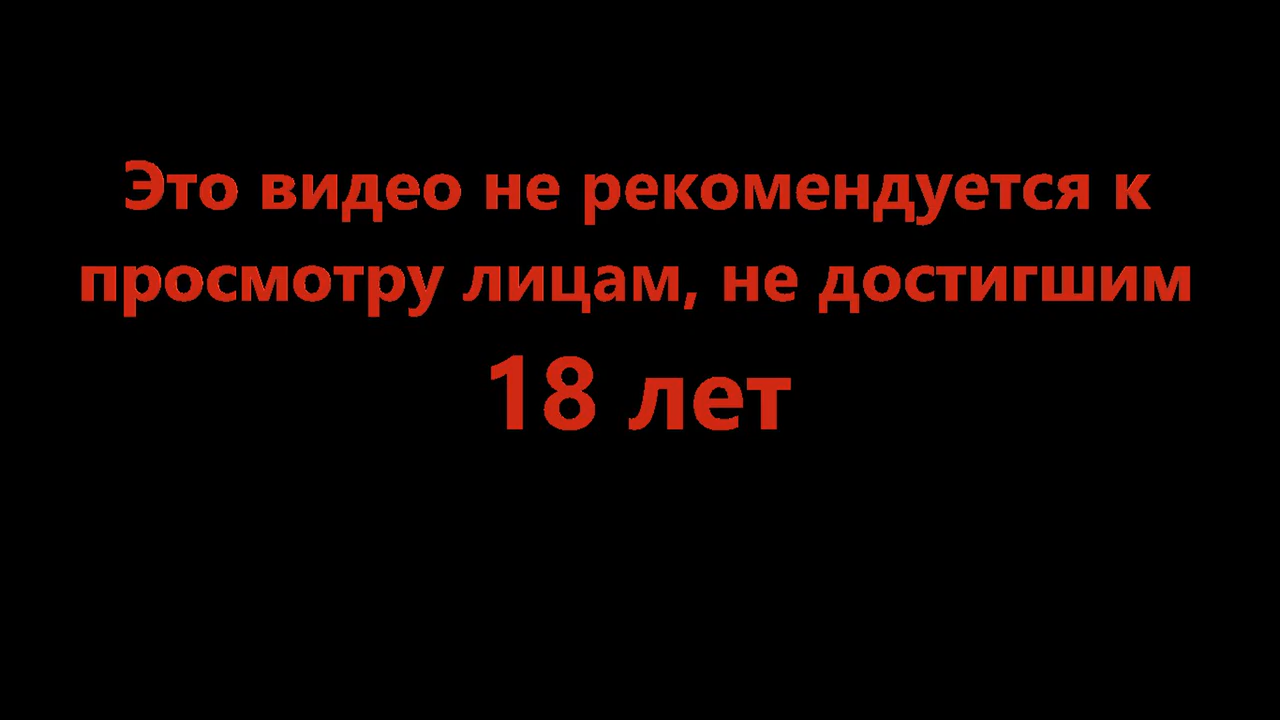 Это видео не рекомендуется к
просмотру лицам, не достигшим
18 лет